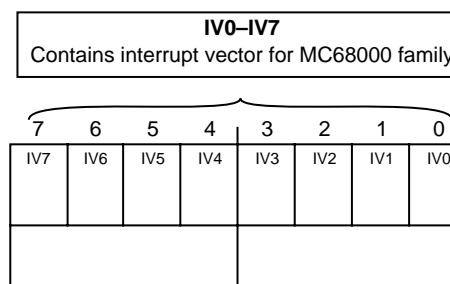 IV0–IV7
Contains interrupt vector for MC68000 family
7 6 5 4 3 2 1 0
IV7 IV6 IV5 IV4 IV3 IV2 IV1 IV0